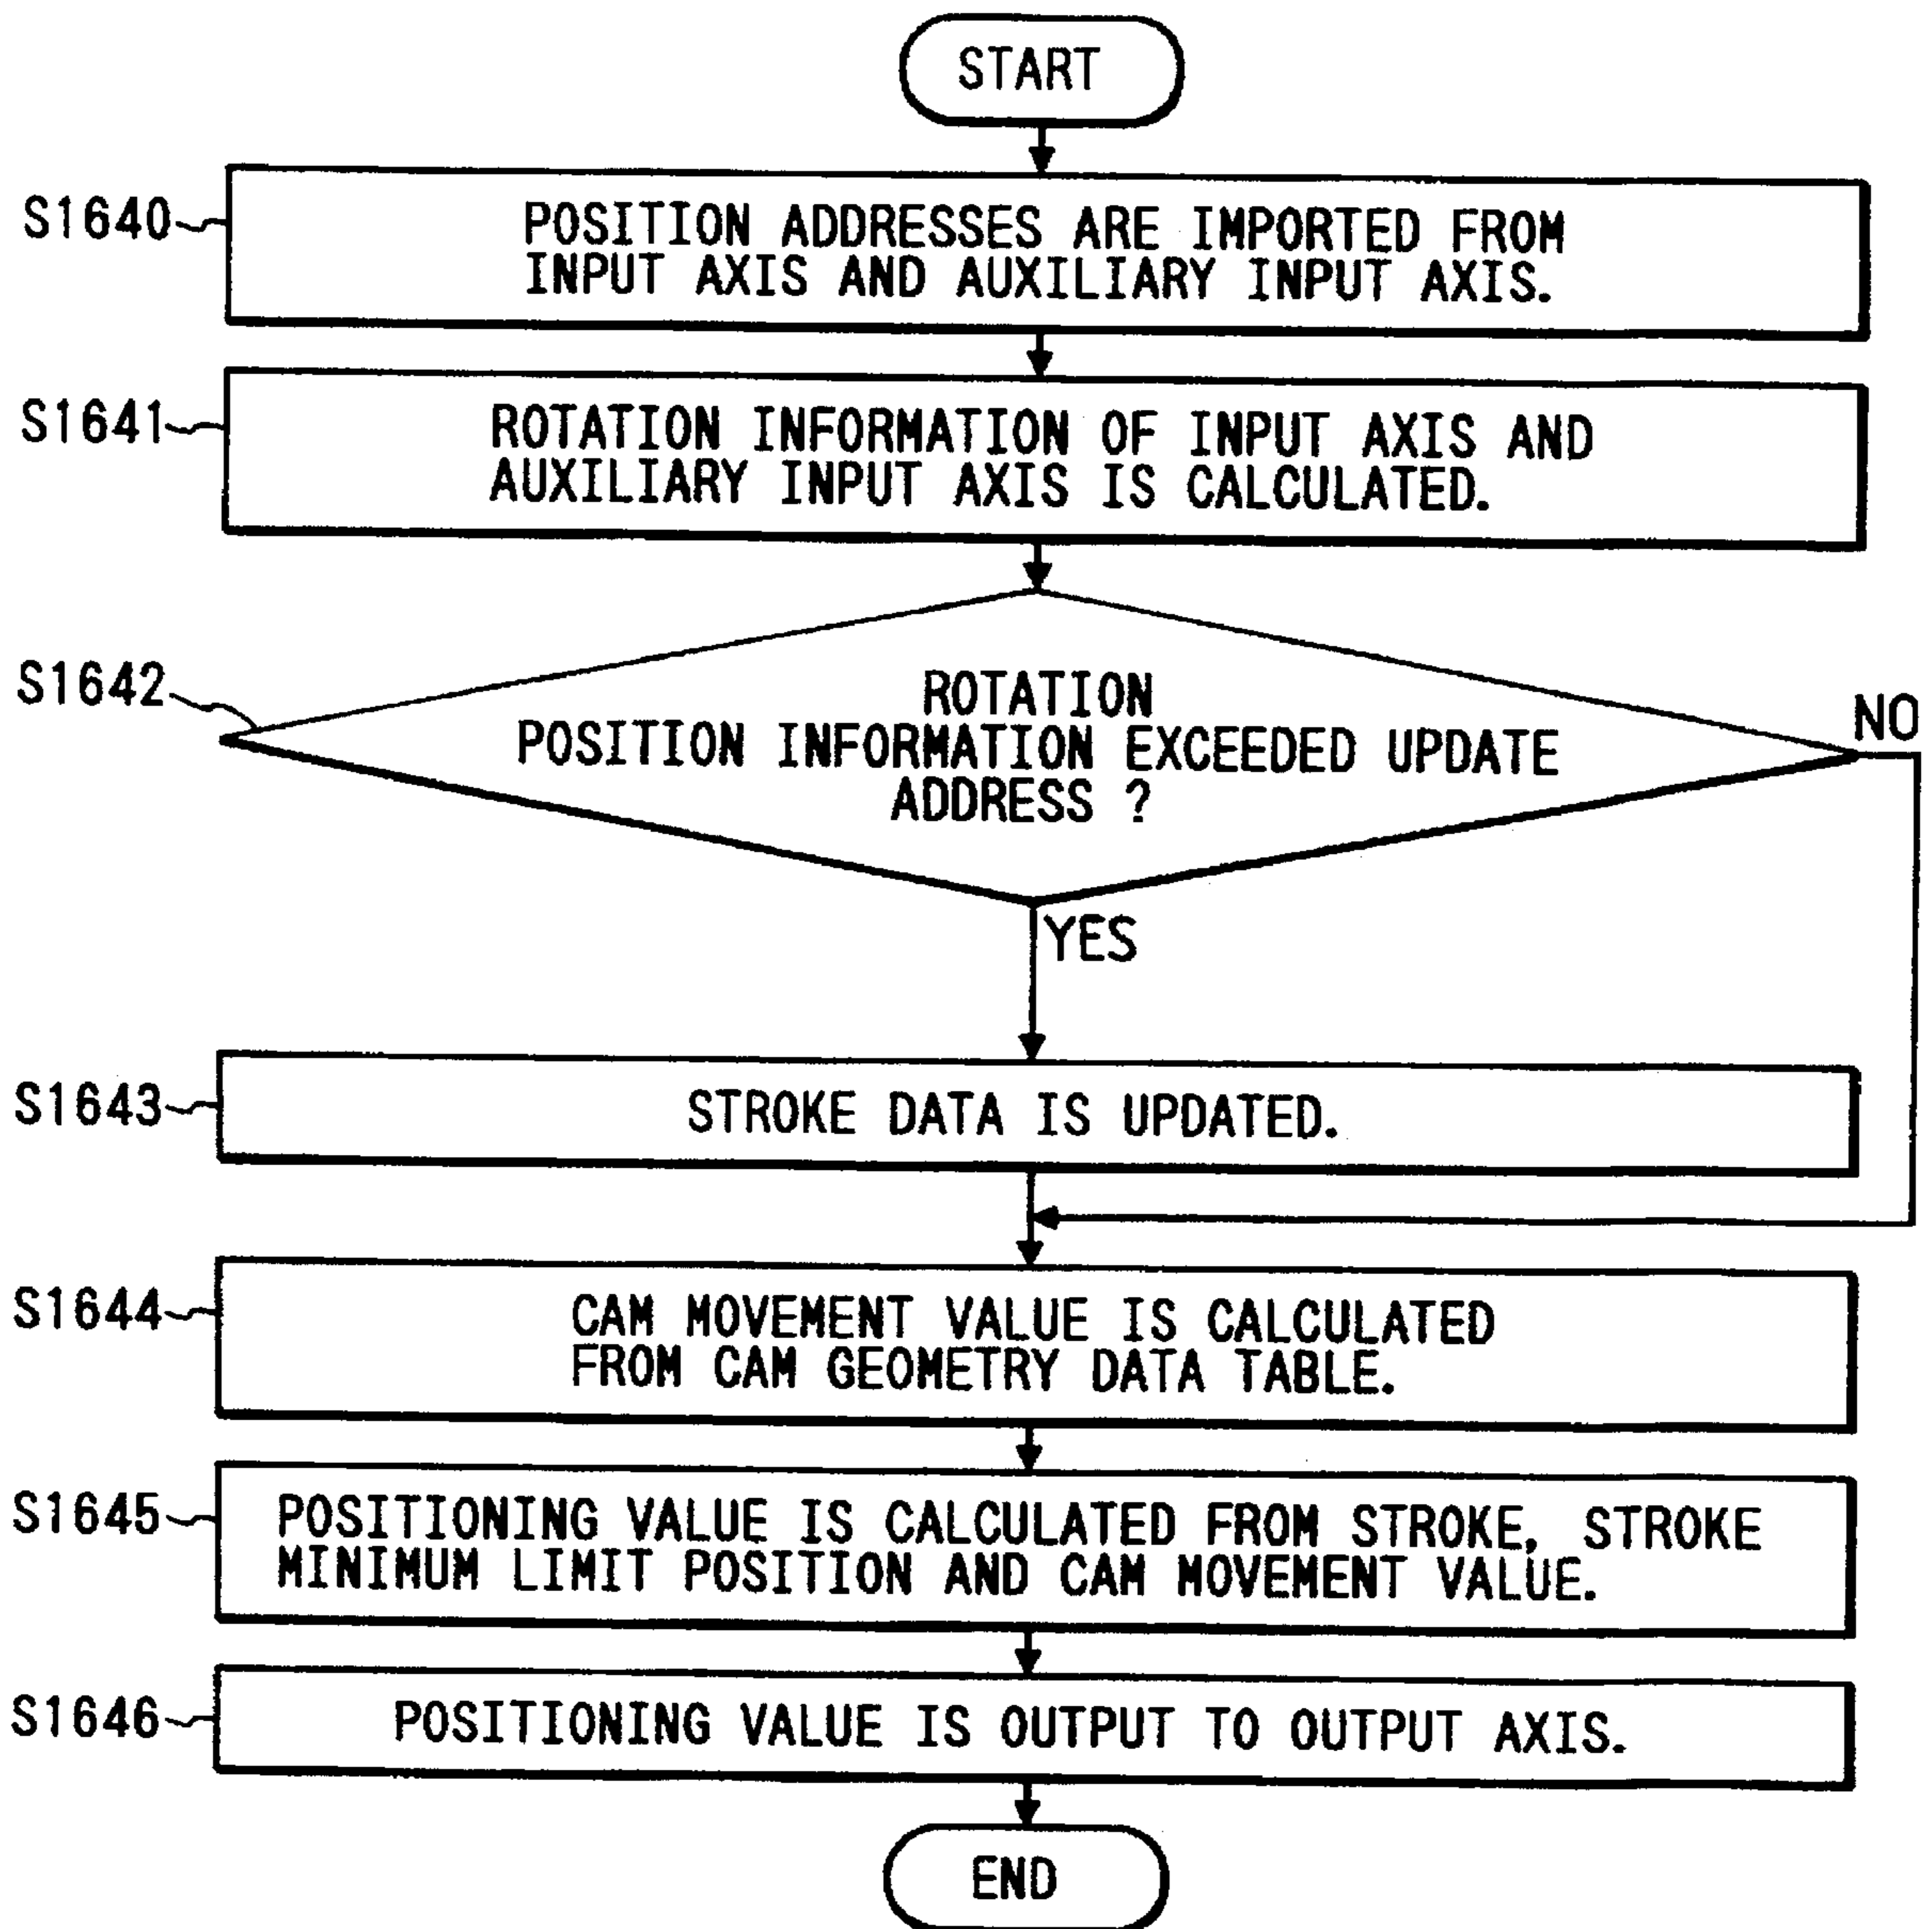 START
S1640
POSITION ADDRESSES ARE IMPORTED FROM
INPUT AXIS AND AUXILIARY INPUT AXIS.
S1641
ROTATION INFORMATION OF INPUT AXIS AND
AUXILIARY INPUT AXIS IS CALCULATED.
S1642
ROTATION
POSITION INFORMATION EXCEEDED UPDATE
ADDRESS ?
NO
YES
S1643
STROKE DATA IS UPDATED.
S1644
CAM MOVEMENT VALUE IS CALCULATED
FROM CAM GEOMETRY DATA TABLE.
S1645
POSITIONING VALUE IS CALCULATED FROM STROKE, STROKE
MINIMUM LIMIT POSITION AND CAM MOVEMENT VALUE.
S1646
POSITIONING VALUE IS OUTPUT TO OUTPUT AXIS.
END